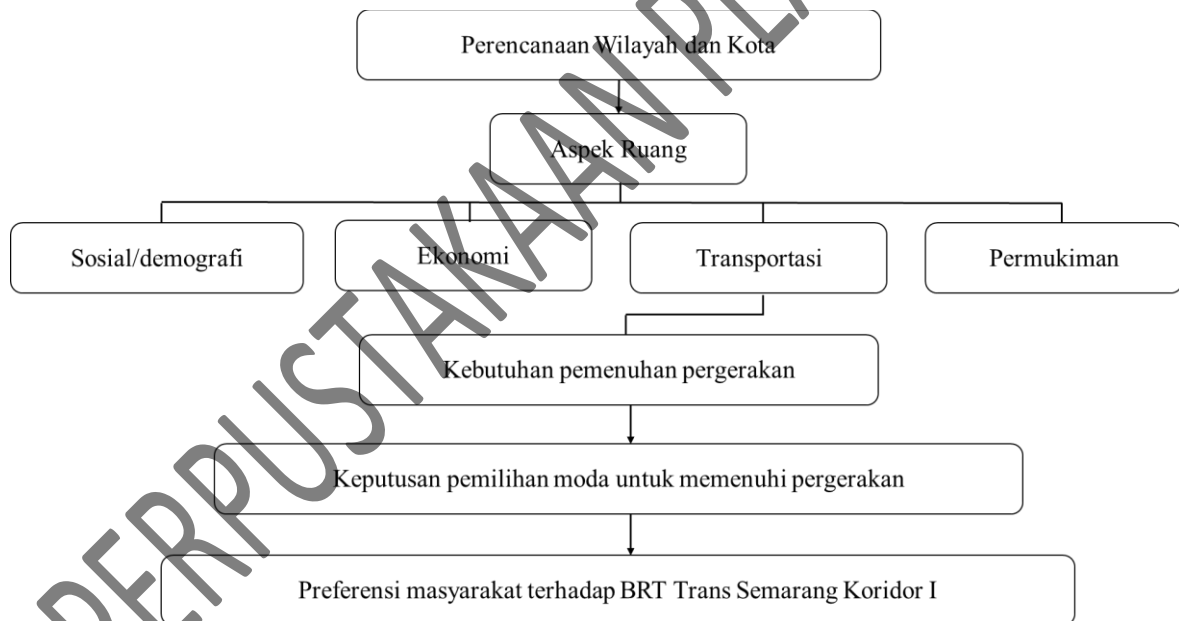 Perencanaan Wilayah dan Kota
Aspek Ruang
Sosial/demografi
Ekonomi
Transportasi
Permukiman
Kebutuhan pemenuhan pergerakan
Keputusan pemilihan moda untuk memenuhi pergerakan
Preferensi masyarakat terhadap BRT Trans Semarang Koridor I
PERPUSTAKAAN